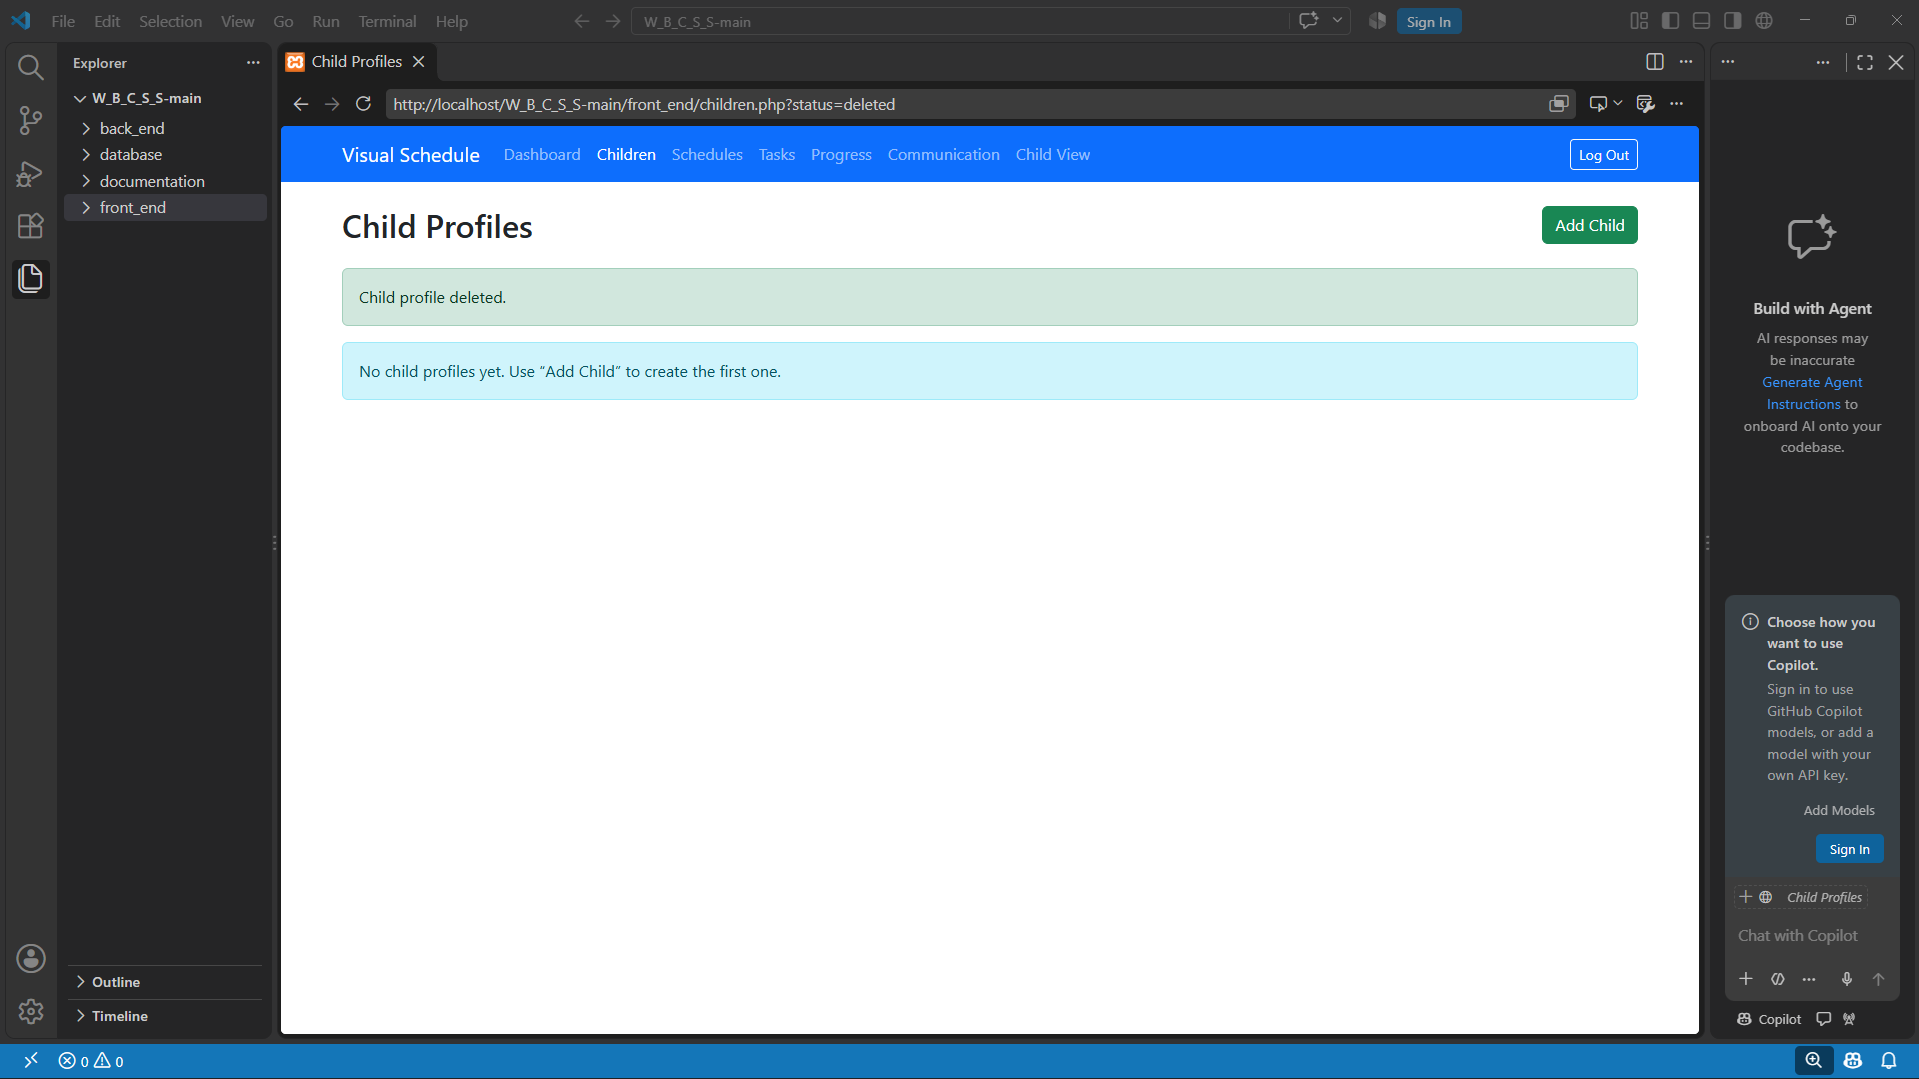 File Edit Selection View Go Run Terminal Help
W_B_C_S_S-main
Sign In
Explorer
W_B_C_S_S-main
back_end
database
documentation
front_end
Outline
Timeline
Child Profiles
http://localhost/W_B_C_S_S-main/front_end/children.php?status=deleted
Visual Schedule Dashboard Children Schedules Tasks Progress Communication Child View Log Out
Child Profiles
Add Child
Child profile deleted.
No child profiles yet. Use “Add Child” to create the first one.
Build with Agent
AI responses may
be inaccurate
Generate Agent
Instructions to
onboard AI onto your
codebase.
Choose how you
want to use
Copilot.
Sign in to use
GitHub Copilot
models, or add a
model with your
own API key.
Add Models
Sign In
Child Profiles
Chat with Copilot
Copilot
0 0